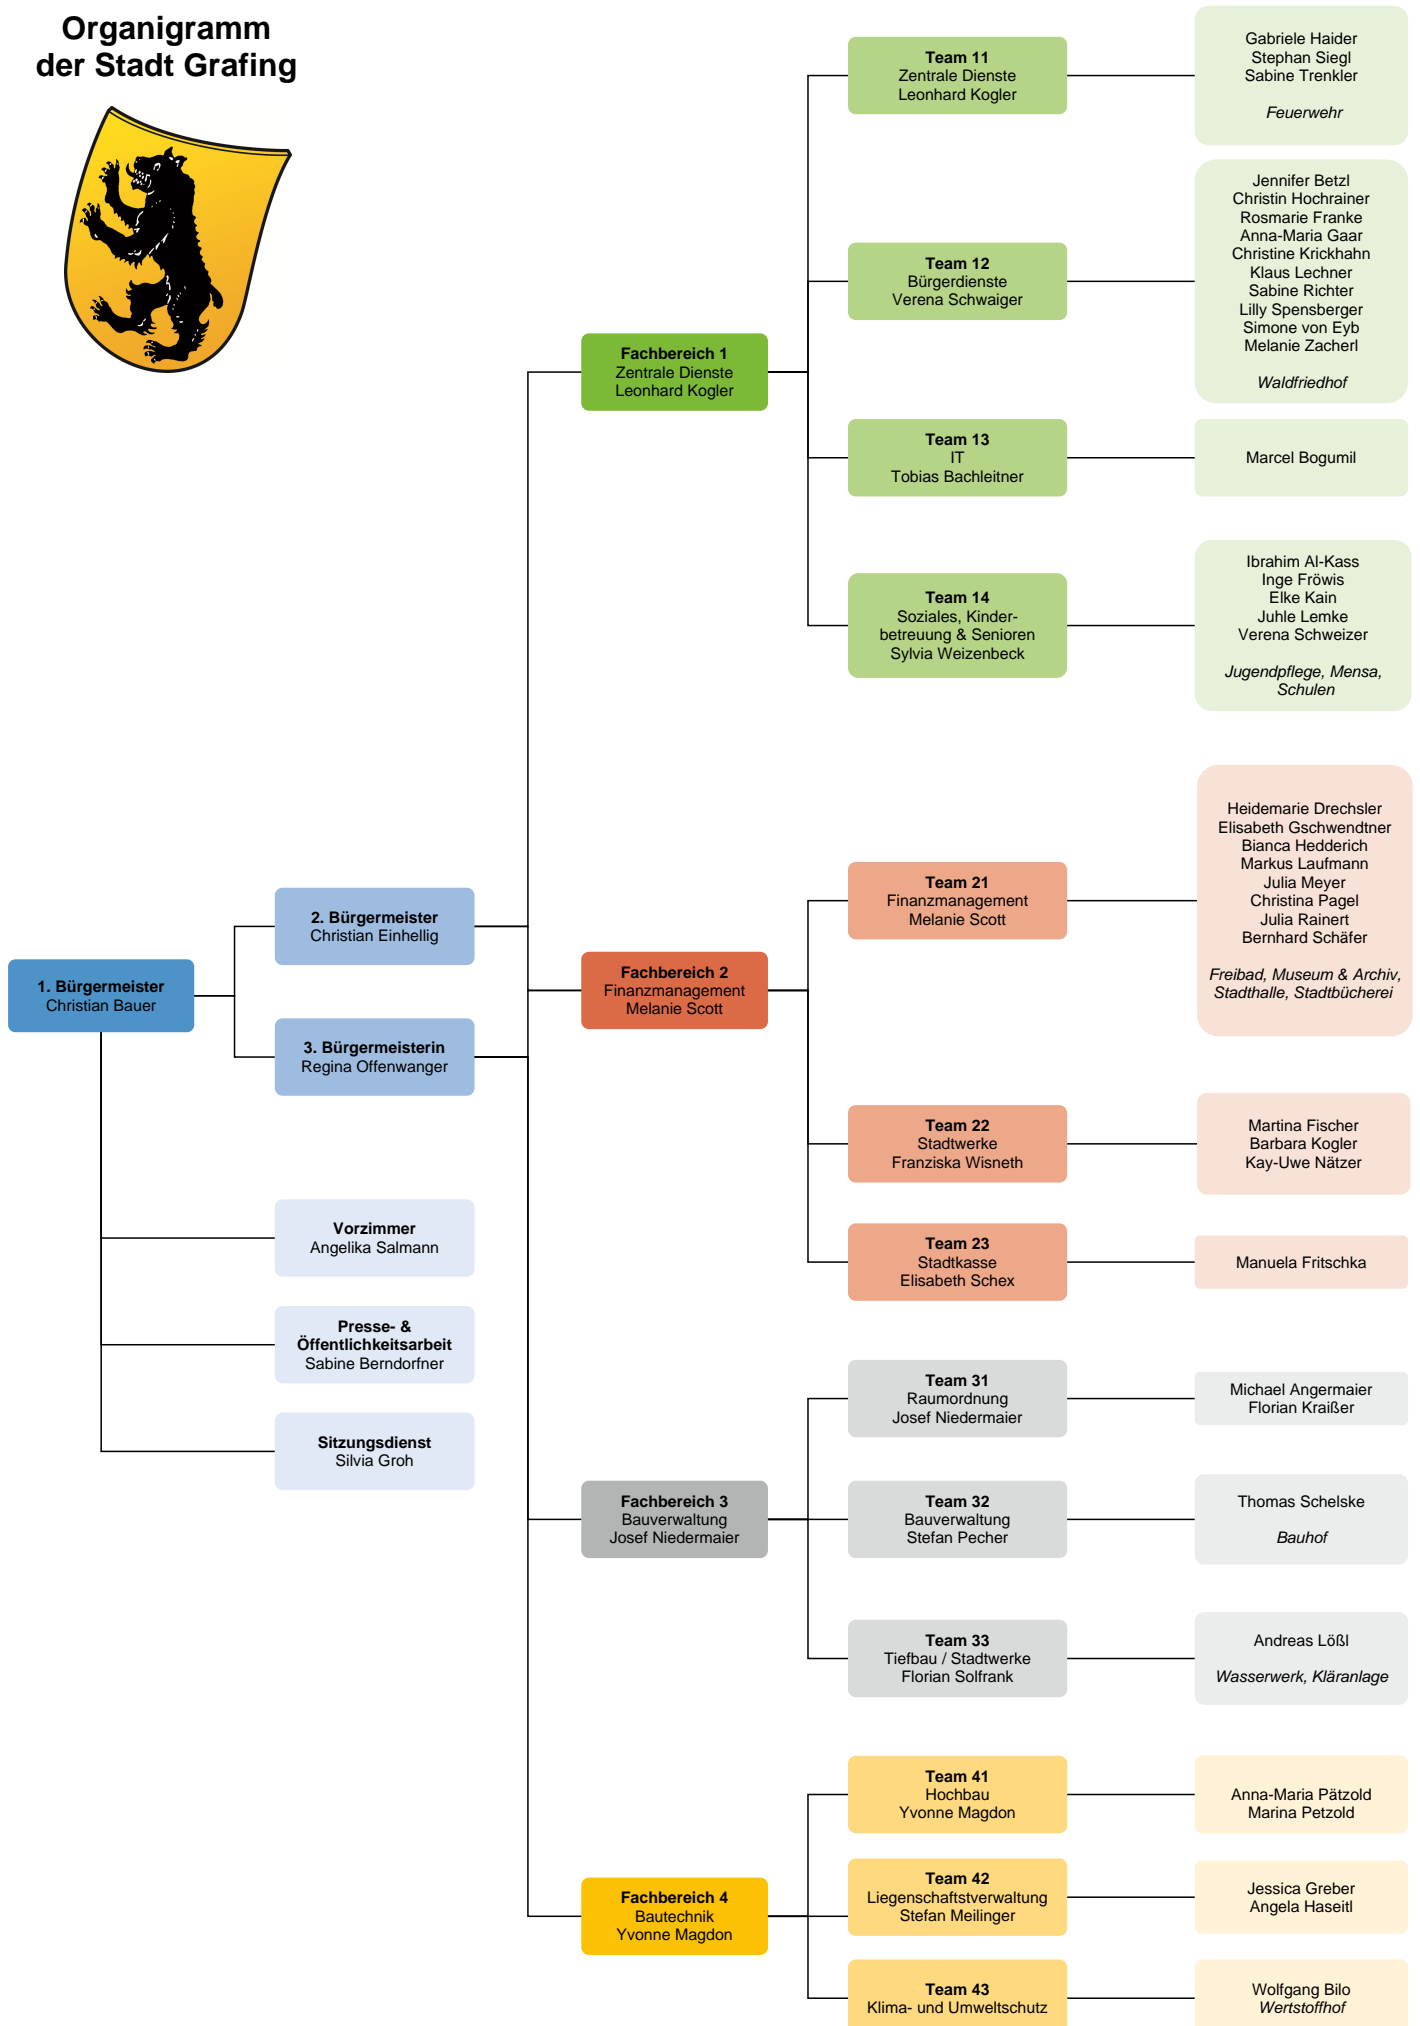 Organigramm
der Stadt Grafing
1. Bürgermeister
Christian Bauer
2. Bürgermeister
Christian Einhellig
3. Bürgermeisterin
Regina Offenwanger
Vorzimmer
Angelika Salmann
Presse- &
Öffentlichkeitsarbeit
Sabine Berndorfner
Sitzungsdienst
Silvia Groh
Fachbereich 1
Zentrale Dienste
Leonhard Kogler
Team 11
Zentrale Dienste
Leonhard Kogler
Gabriele Haider
Stephan Siegl
Sabine Trenkler
Feuerwehr
Team 12
Bürgerdienste
Verena Schwaiger
Jennifer Betzl
Christin Hochrainer
Rosmarie Franke
Anna-Maria Gaar
Christine Krickhahn
Klaus Lechner
Sabine Richter
Lilly Spensberger
Simone von Eyb
Melanie Zacherl
Waldfriedhof
Team 13
IT
Tobias Bachleitner
Marcel Bogumil
Team 14
Soziales, Kinder-
betreuung & Senioren
Sylvia Weizenbeck
Ibrahim Al-Kass
Inge Fröwis
Elke Kain
Juhle Lemke
Verena Schweizer
Jugendpflege, Mensa,
Schulen
Fachbereich 2
Finanzmanagement
Melanie Scott
Team 21
Finanzmanagement
Melanie Scott
Heidemarie Drechsler
Elisabeth Gschwendtner
Bianca Hedderich
Markus Laufmann
Julia Meyer
Christina Pagel
Julia Rainert
Bernhard Schäfer
Freibad, Museum & Archiv,
Stadthalle, Stadtbücherei
Team 22
Stadtwerke
Franziska Wisneth
Martina Fischer
Barbara Kogler
Kay-Uwe Nätzer
Team 23
Stadtkasse
Elisabeth Schex
Manuela Fritschka
Fachbereich 3
Bauverwaltung
Josef Niedermaier
Team 31
Raumordnung
Josef Niedermaier
Michael Angermaier
Florian Kraißer
Team 32
Bauverwaltung
Stefan Pecher
Thomas Schelske
Bauhof
Team 33
Tiefbau / Stadtwerke
Florian Solfrank
Andreas Lößl
Wasserwerk, Kläranlage
Fachbereich 4
Bautechnik
Yvonne Magdon
Team 41
Hochbau
Yvonne Magdon
Anna-Maria Pätzold
Marina Petzold
Team 42
Liegenschaftstverwaltung
Stefan Meilinger
Jessica Greber
Angela Haseitl
Team 43
Klima- und Umweltschutz
Wolfgang Bilo
Wertstoffhof